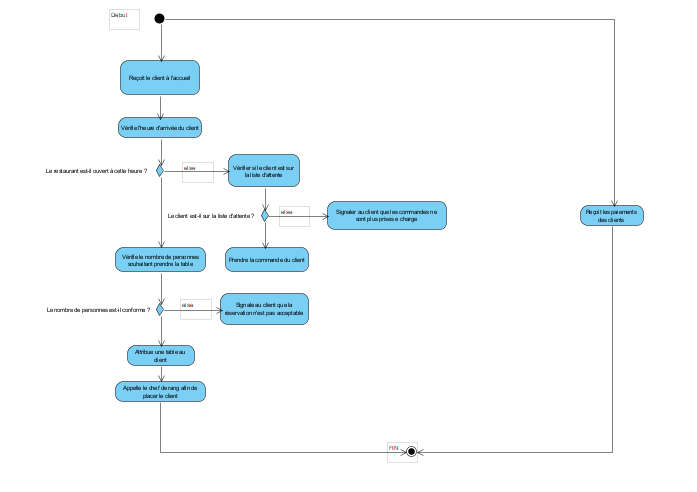 Début
Reçoit le client à l'accueil
Vérifie l'heure d'arrivée du client
Le restaurant est-il ouvert à cette heure ?
else
Vérifier si le client est sur
la liste d'attente
Le client est-il sur la liste d'attente ?
else
Signaler au client que les commandes ne
sont plus prises e charge
Reçoit les paiements
des clients
Vérifie le nombre de personnes
souhaitant prendre la table
Prendre la commande du client
Le nombre de personnes est-il conforme ?
else
Signale au client que la
réservation n'est pas acceptable
Attribue une table au
client
Appelle le chef de rang afin de
placer le client
FIN